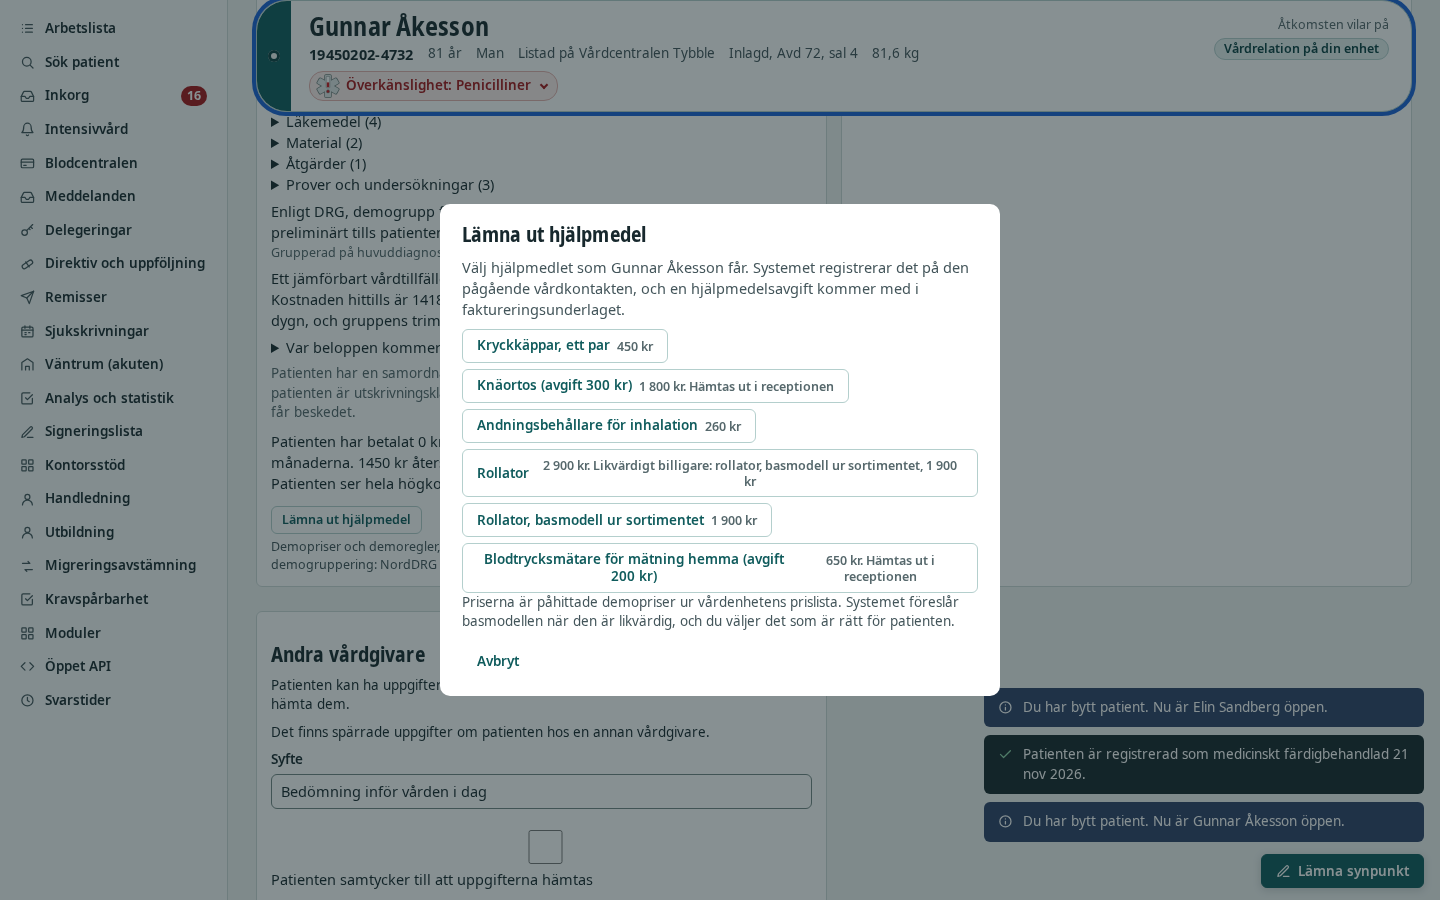 Arbetslista
Sök patient
Inkorg 16
Intensivvård
Blodcentralen
Meddelanden
Delegeringar
Direktiv och uppföljning
Remisser
Sjukskrivningar
Väntrum (akuten)
Analys och statistik
Signeringslista
Kontorsstöd
Handledning
Utbildning
Migreringsavstämning
Kravspårbarhet
Moduler
Öppet API
Svarstider
Gunnar Åkesson
19450202-4732 81 år Man Listad på Vårdcentralen Tybble Inlagd, Avd 72, sal 4 81,6 kg
Överkänslighet: Penicilliner
Åtkomsten vilar på
Vårdrelation på din enhet
Läkemedel (4)
Material (2)
Åtgärder (1)
Prover och undersökningar (3)
Enligt DRG, demogrupp
preliminärt tills patienter
Grupperad på huvuddiagnos
Ett jämförbart vårdtillfäll
Kostnaden hittills är 1418
dygn, och gruppens trim
Var beloppen kommer
Patienten har en samordn
patienten är utskrivningskl
får beskedet.
Patienten har betalat 0 k
månaderna. 1450 kr åter
Patienten ser hela högko
Lämna ut hjälpmedel
Demopriser och demoregler,
demogruppering: NordDRG
Lämna ut hjälpmedel
Välj hjälpmedlet som Gunnar Åkesson får. Systemet registrerar det på den
pågående vårdkontakten, och en hjälpmedelsavgift kommer med i
faktureringsunderlaget.
Kryckkäppar, ett par 450 kr
Knäortos (avgift 300 kr) 1 800 kr. Hämtas ut i receptionen
Andningsbehållare för inhalation 260 kr
Rollator 2 900 kr. Likvärdigt billigare: rollator, basmodell ur sortimentet, 1 900
kr
Rollator, basmodell ur sortimentet 1 900 kr
Blodtrycksmätare för mätning hemma (avgift
200 kr)
650 kr. Hämtas ut i
receptionen
Priserna är påhittade demopriser ur vårdenhetens prislista. Systemet föreslår
basmodellen när den är likvärdig, och du väljer det som är rätt för patienten.
Avbryt
Andra vårdgivare
Patienten kan ha uppgifter
hämta dem.
Det finns spärrade uppgifter om patienten hos en annan vårdgivare.
Syfte
Bedömning inför vården i dag
Patienten samtycker till att uppgifterna hämtas
Du har bytt patient. Nu är Elin Sandberg öppen.
Patienten är registrerad som medicinskt färdigbehandlad 21
nov 2026.
Du har bytt patient. Nu är Gunnar Åkesson öppen.
Lämna synpunkt